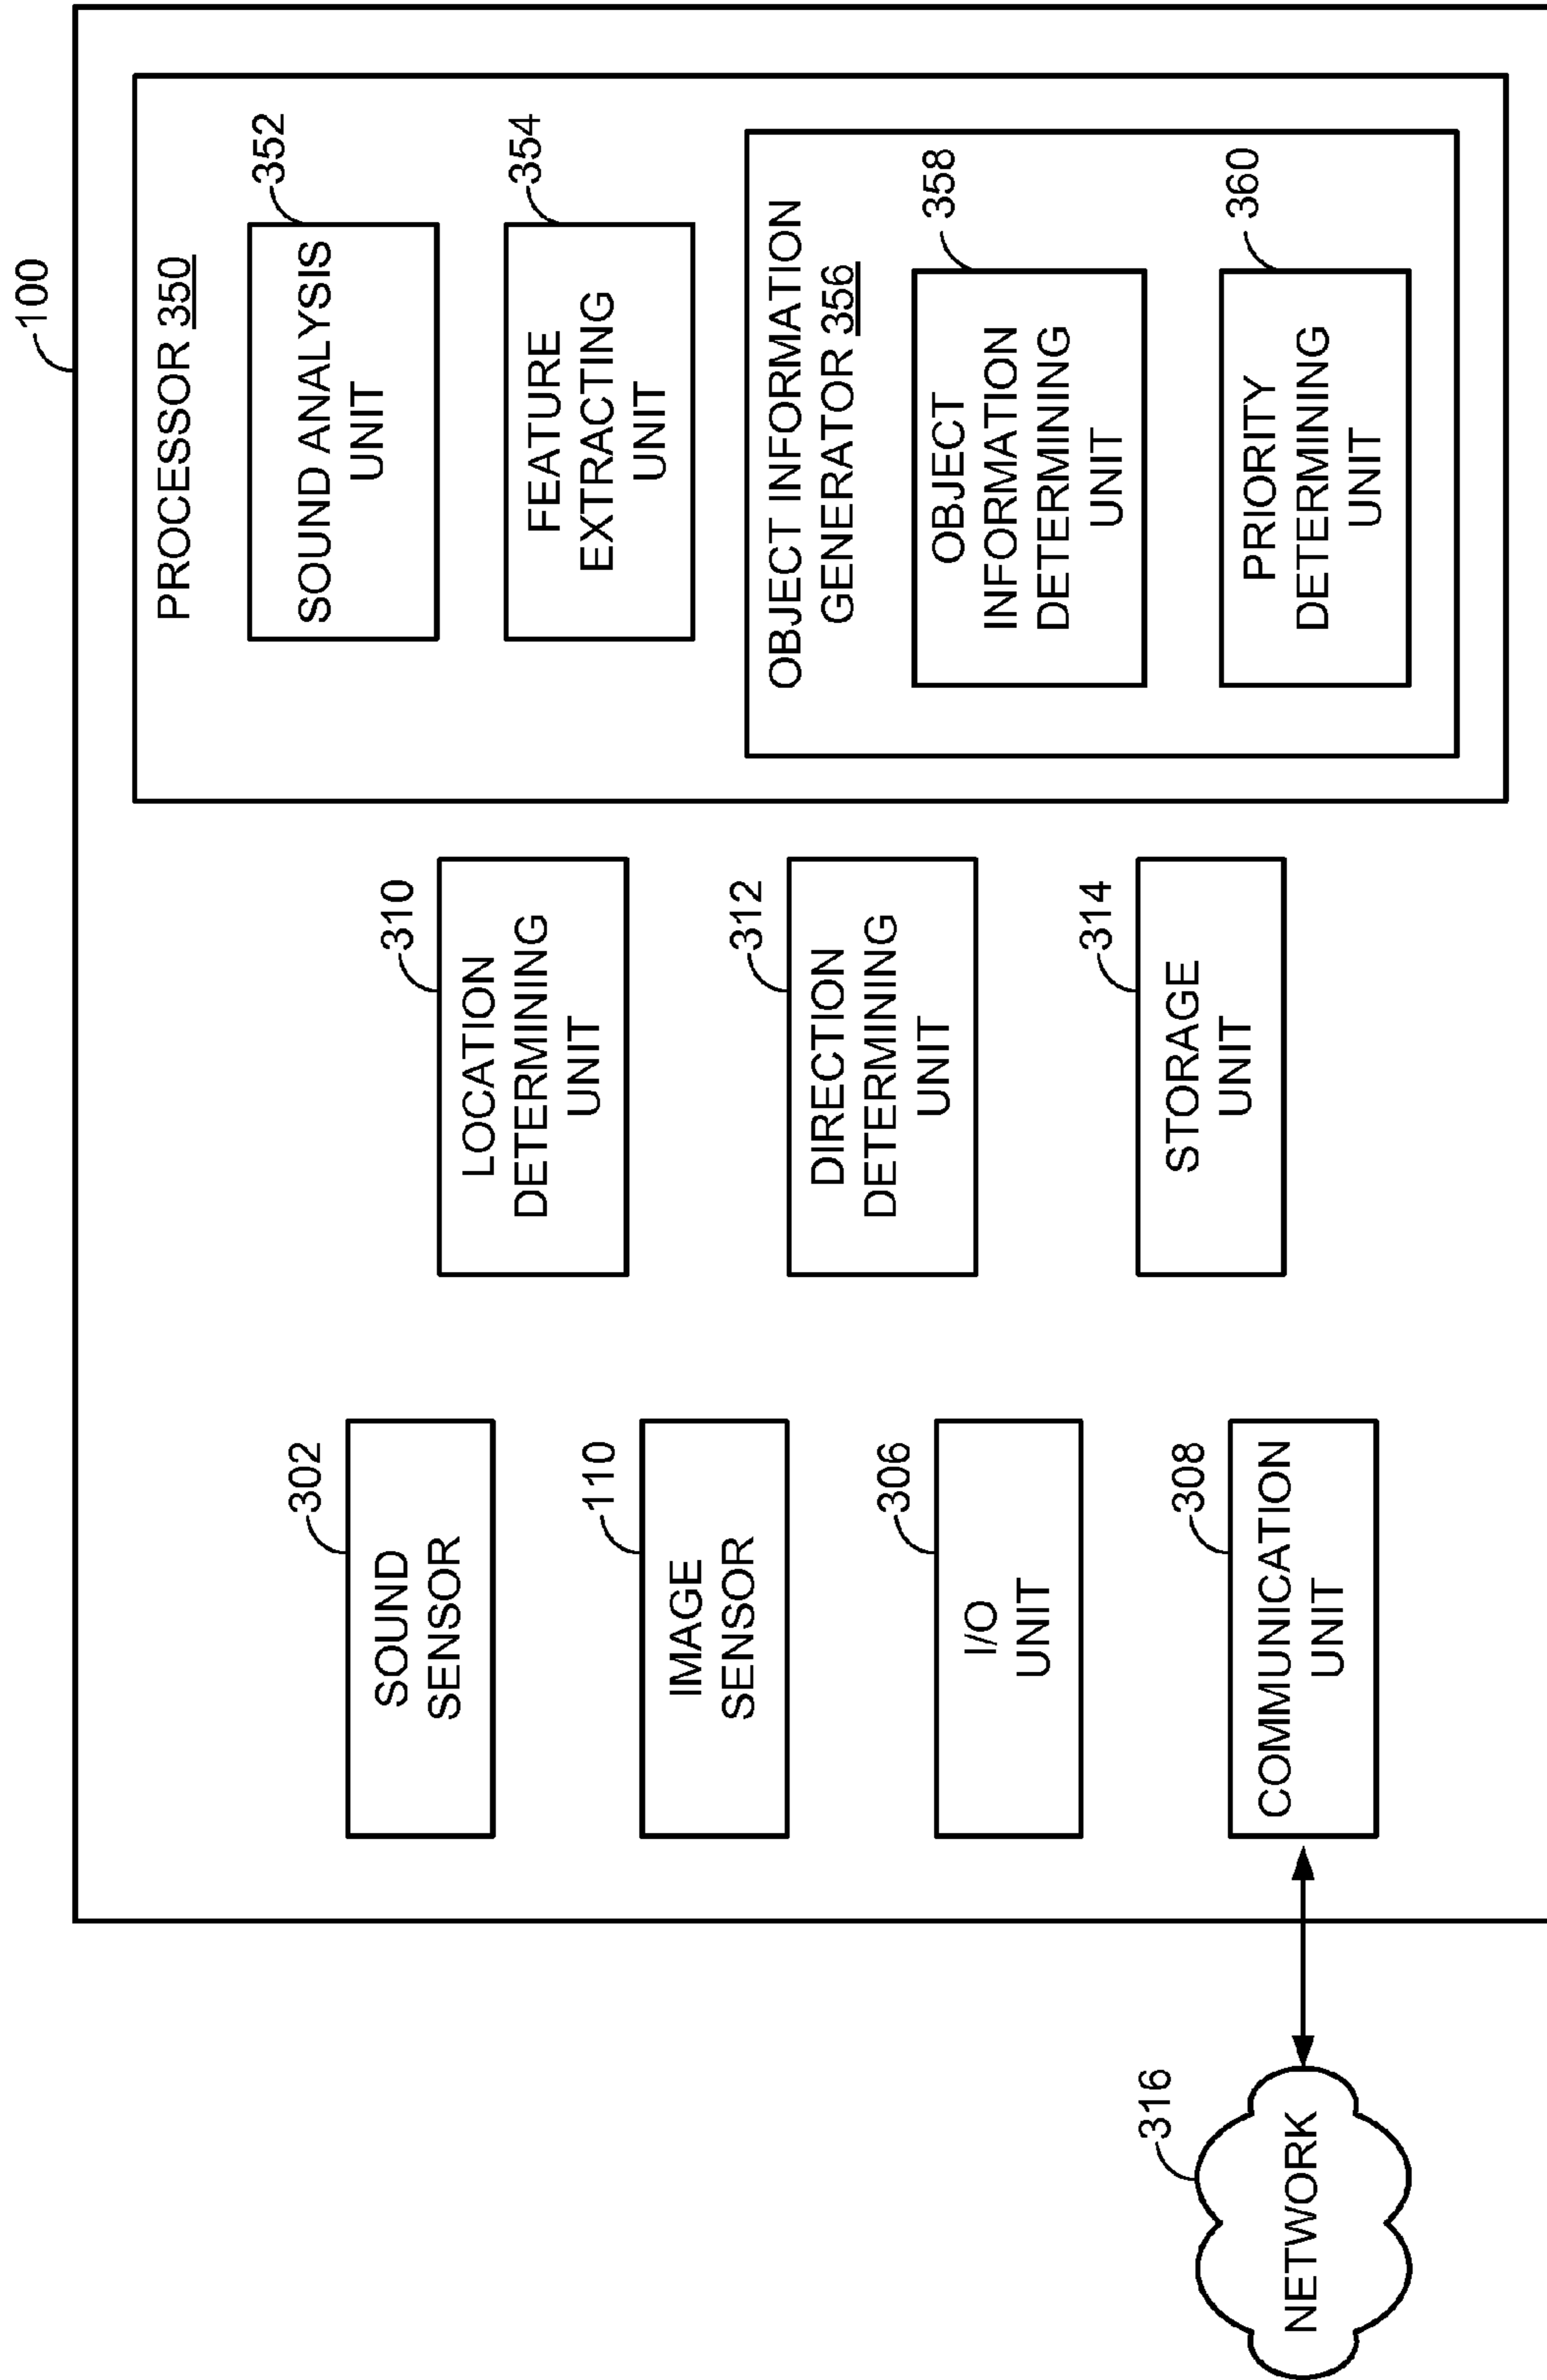 100
302
SOUND
SENSOR
110
IMAGE
SENSOR
306
I/O
UNIT
308
COMMUNICATION
UNIT
316
NETWORK
310
LOCATION
DETERMINING
UNIT
312
DIRECTION
DETERMINING
UNIT
314
STORAGE
UNIT
PROCESSOR 350
352
SOUND ANALYSIS
UNIT
354
FEATURE
EXTRACTING
UNIT
OBJECT INFORMATION
GENERATOR 356
358
OBJECT
INFORMATION
DETERMINING
UNIT
360
PRIORITY
DETERMINING
UNIT